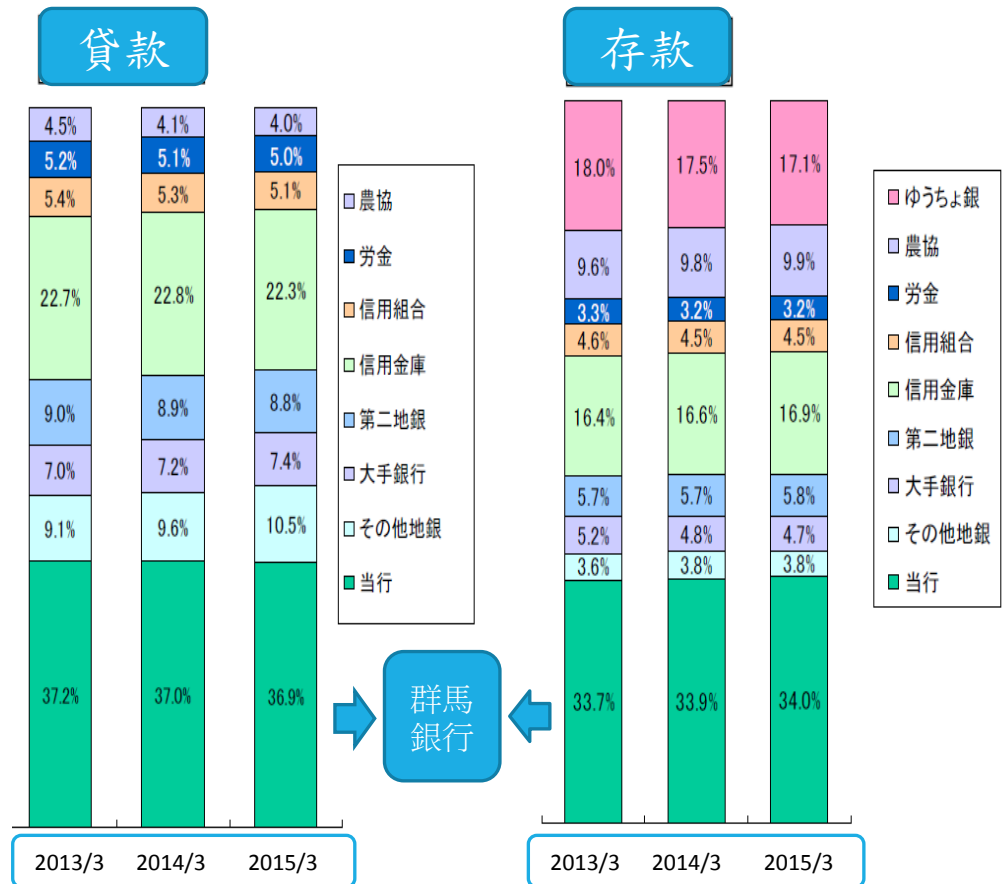 貸款
存款
4.5%
4.1%
4.0%
5.2%
5.1%
5.0%
5.4%
5.3%
5.1%
22.7%
22.8%
22.3%
9.0%
8.9%
8.8%
7.0%
7.2%
7.4%
9.1%
9.6%
10.5%
37.2%
37.0%
36.9%
2013/3
2014/3
2015/3
農協
労金
信用組合
信用金庫
第二地銀
大手銀行
その他地銀
当行
群馬
銀行
18.0%
17.5%
17.1%
9.6%
9.8%
9.9%
3.3%
3.2%
3.2%
4.6%
4.5%
4.5%
16.4%
16.6%
16.9%
5.7%
5.7%
5.8%
5.2%
4.8%
4.7%
3.6%
3.8%
3.8%
33.7%
33.9%
34.0%
2013/3
2014/3
2015/3
ゆうちょ銀
農協
労金
信用組合
信用金庫
第二地銀
大手銀行
その他地銀
当行